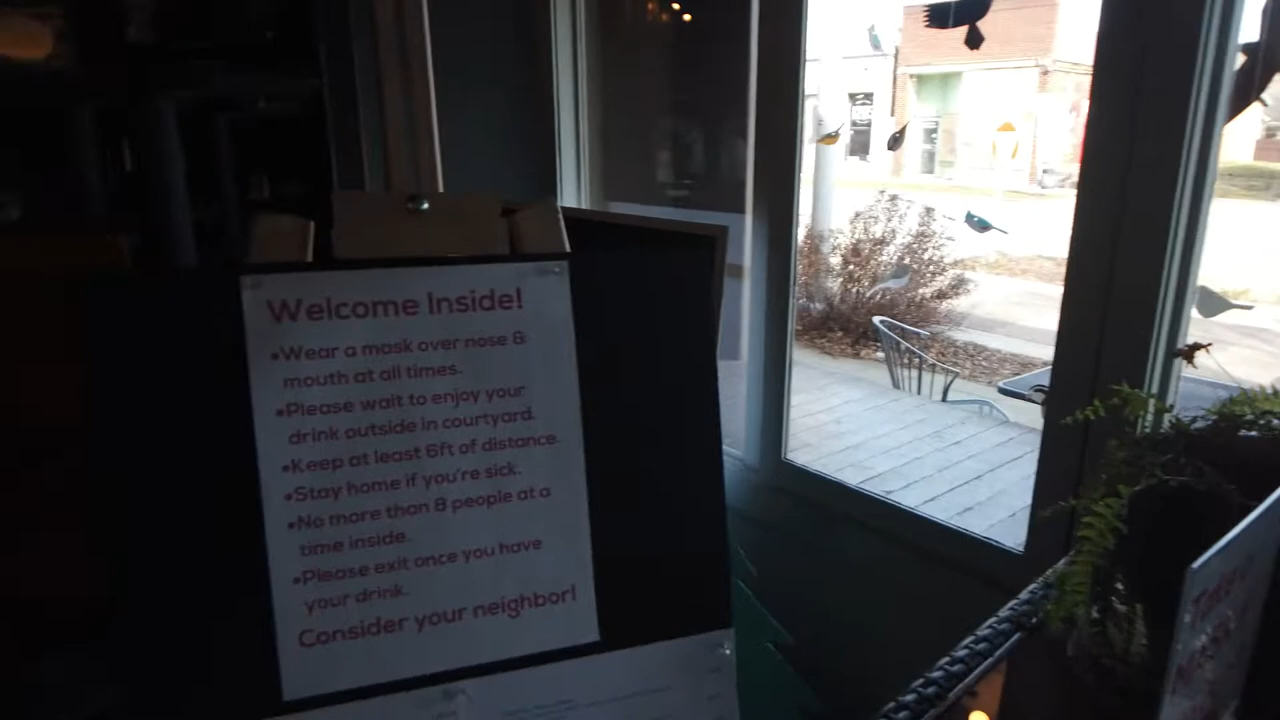 Welcome Inside!
•Wear a mask over nose &
mouth at all times.
•Please wait to enjoy your
drink outside in courtyard.
•Keep at least 6ft of distance.
•Stay home if you're sick.
•No more than 8 people at a
time inside.
•Please exit once you have
your drink.
Consider your neighbor!